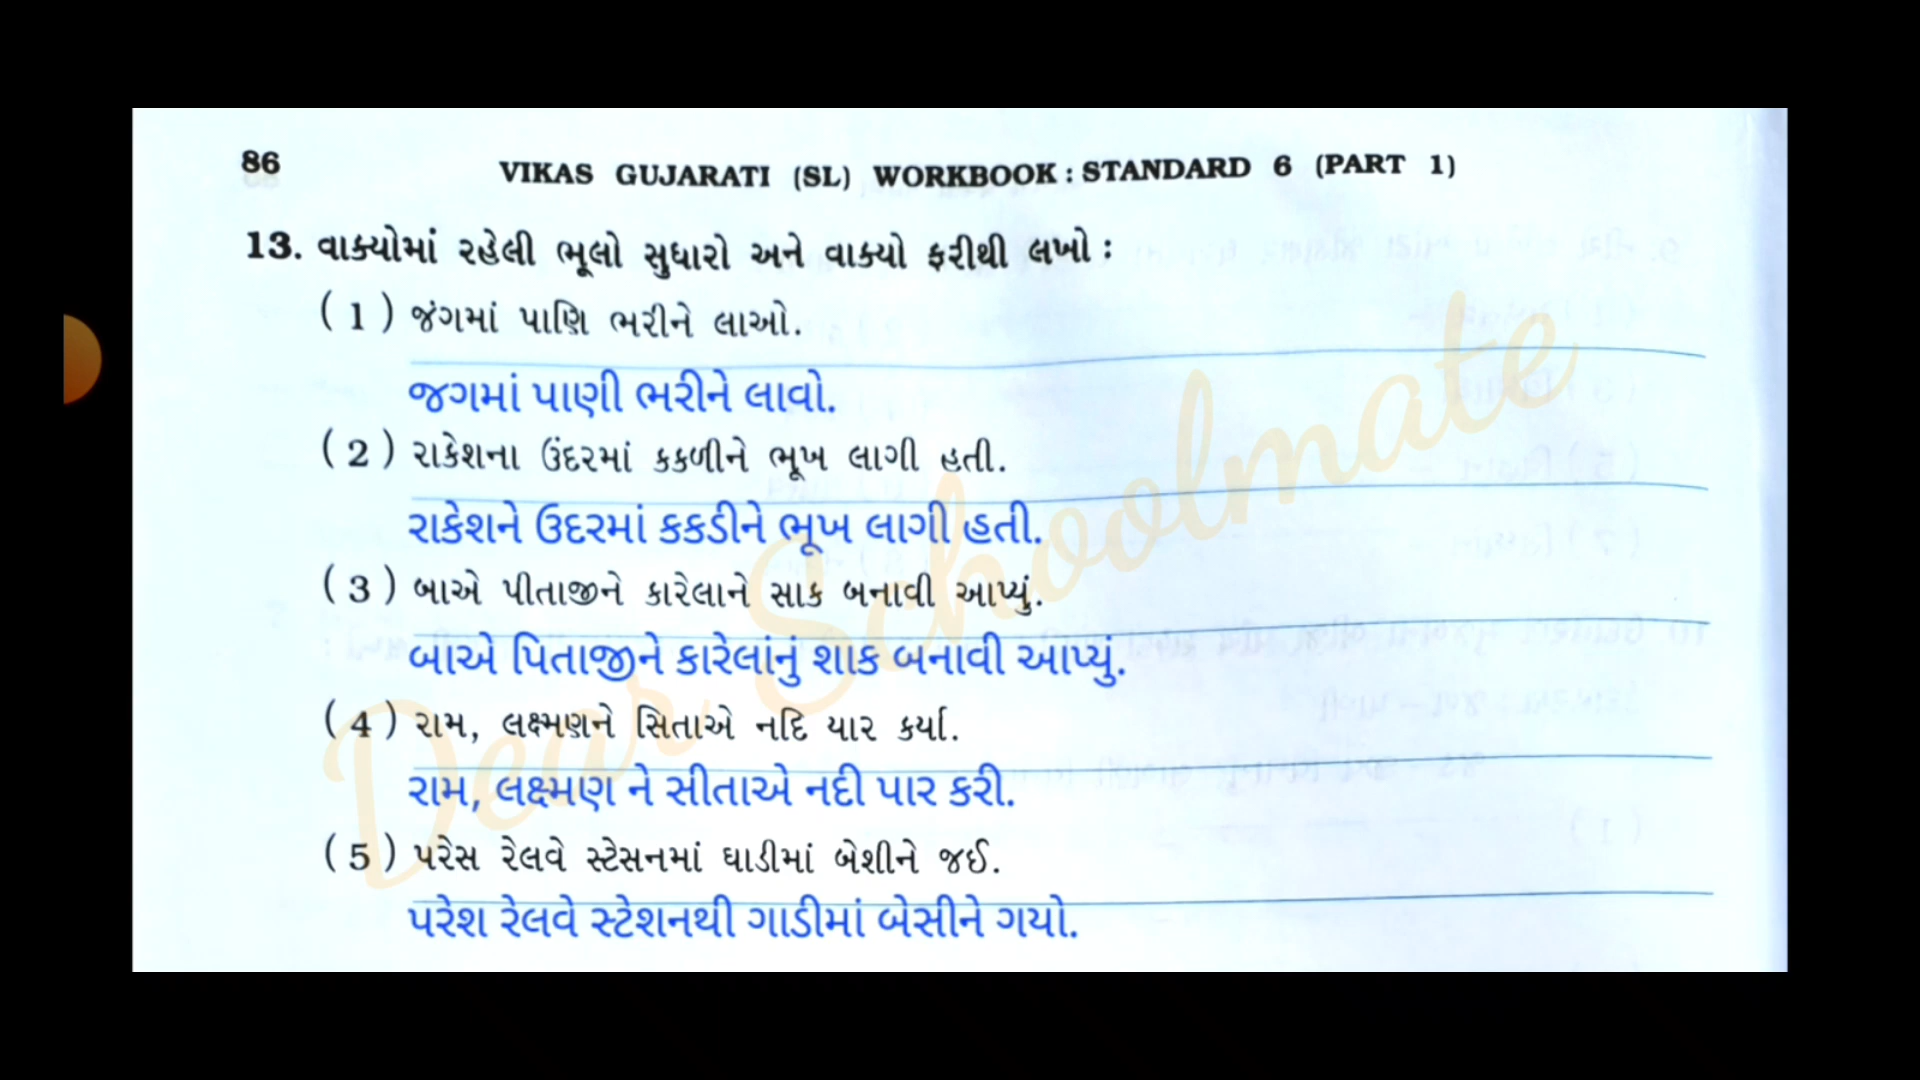 86 VIKAS GUJARATI (SL) WORKBOOK : STANDARD 6 (PART 1)
13. વાક્યોમાં રહેલી ભૂલો સુધારો અને વાક્યો ફરીથી લખો :
( 1 ) જંગમાં પાણિ ભરીને લાઓ.
જગમાં પાણી ભરીને લાવો.
( 2 ) રાકેશના ઉંદરમાં કકળીને ભૂખ લાગી હતી.
રાકેશને ઉદરમાં કકડીને ભૂખ લાગી હતી.
( 3 ) બાએ પીતાજીને કારેલાને સાક બનાવી આપ્યું.
બાએ પિતાજીને કારેલાંનું શાક બનાવી આપ્યું.
( 4 ) રામ, લક્ષ્મણને સિતાએ નદિ યાર કર્યા.
રામ, લક્ષ્મણ ને સીતાએ નદી પાર કરી.
( 5 ) પરેસ રેલવે સ્ટેસનમાં ઘાડીમાં બેશીને જઈ.
પરેશ રેલવે સ્ટેશનથી ગાડીમાં બેસીને ગયો.
Dear Schoolmate